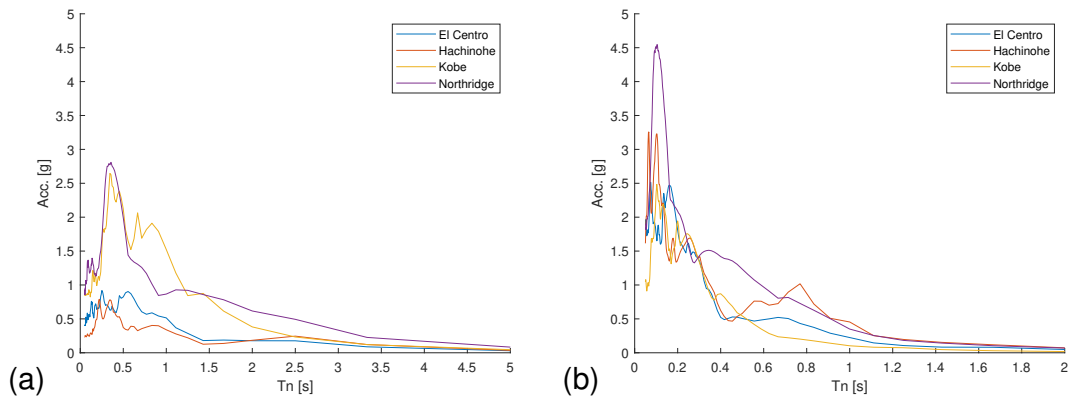 5
4.5
4
3.5
3
2.5
2
1.5
1
0.5
0
Acc. [g]
El Centro
Hachinohe
Kobe
Northridge
0 0.5 1 1.5 2 2.5 3 3.5 4 4.5 5
Tn [s]
(a)
5
4.5
4
3.5
3
2.5
2
1.5
1
0.5
0
Acc. [g]
El Centro
Hachinohe
Kobe
Northridge
0 0.2 0.4 0.6 0.8 1 1.2 1.4 1.6 1.8 2
Tn [s]
(b)